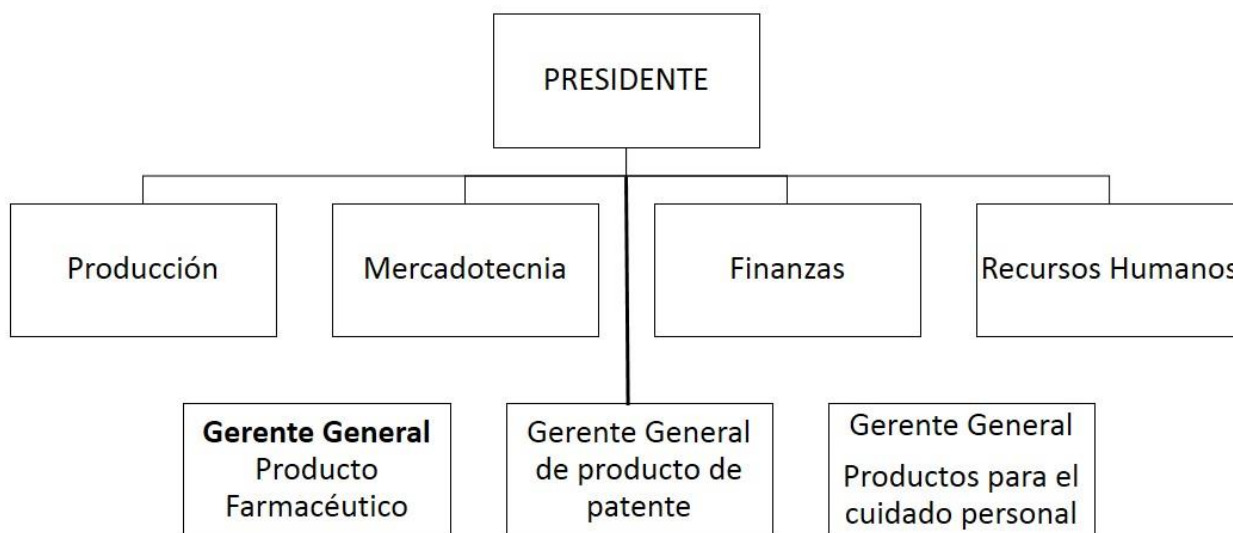 PRESIDENTE
Producción
Mercadotecnia
Finanzas
Recursos Humanos
Gerente General
Producto
Farmacéutico
Gerente General
de producto de
patente
Gerente General
Productos para el
cuidado personal